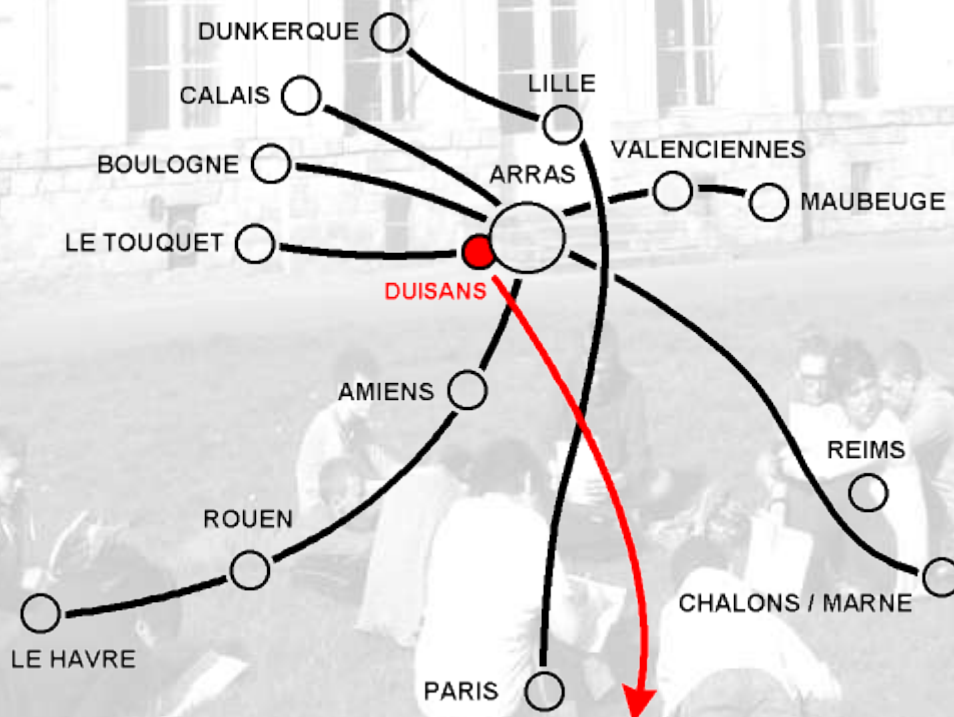 DUNKERQUE
LILLE
CALAIS
VALENCIENNES
BOULOGNE
ARRAS
MAUBEUGE
LE TOUQUET
DUISANS
AMIENS
REIMS
ROUEN
CHALONS / MARNE
LE HAVRE
PARIS